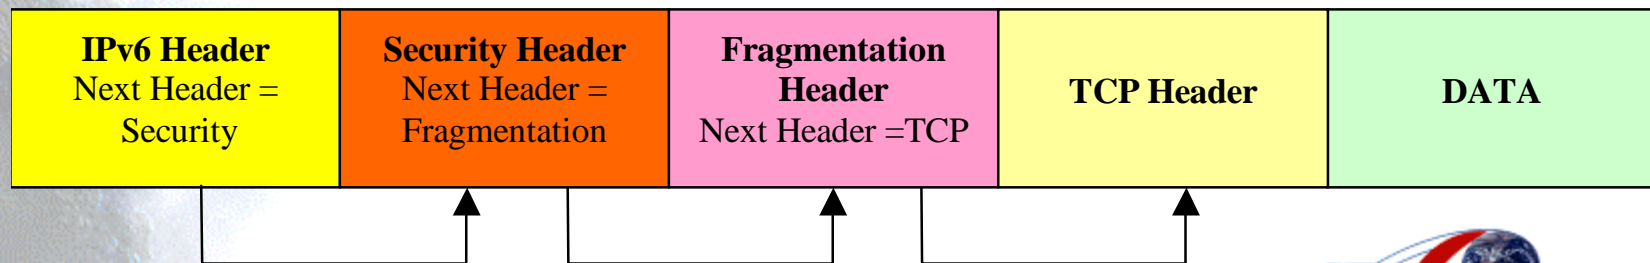 IPv6 Header
Next Header =
Security
Security Header
Next Header =
Fragmentation
Fragmentation
Header
Next Header =TCP
TCP Header
DATA